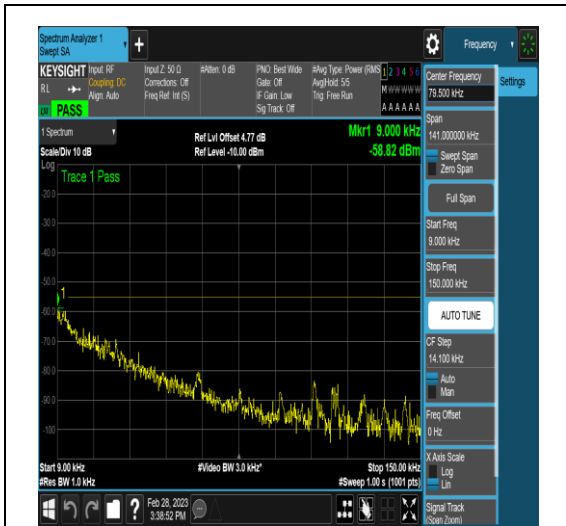 Spectrum Analyzer 1
Swept SA
+
Frequency
KEYSIGHT
RL
PASS
Input: RF
Coupling: DC
Align: Auto
Input Z: 50 Ω
Corrections: Off
Freq Ref: Int (S)
#Atten: 0 dB
PNO: Best Wide
Gate: Off
IF Gain: Low
Sig Track: Off
#Avg Type: Power (RMS
Avg|Hold: 5/5
Trig: Free Run
1 2 3 4 5 6
M W W W W W
A A A A A A
1 Spectrum
Scale/Div 10 dB
Ref Lvl Offset 4.77 dB
Ref Level -10.00 dBm
Mkr1 9.000 kHz
-58.82 dBm
Log
Trace 1 Pass
-20.0
-30.0
-40.0
-50.0
1
-60.0
-70.0
-80.0
-90.0
-100
Start 9.00 kHz
#Res BW 1.0 kHz
#Video BW 3.0 kHz*
Stop 150.00 kHz
#Sweep 1.00 s (1001 pts)
Feb 28, 2023
3:38:52 PM
?
Center Frequency
79.500 kHz
Settings
Span
141.000000 kHz
Swept Span
Zero Span
Full Span
Start Freq
9.000 kHz
Stop Freq
150.000 kHz
AUTO TUNE
CF Step
14.100 kHz
Auto
Man
Freq Offset
0 Hz
X Axis Scale
Log
Lin
Signal Track
(Span Zoom)